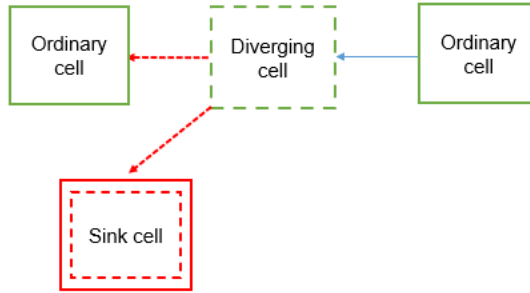 Ordinary
cell
Diverging
cell
Ordinary
cell
Sink cell